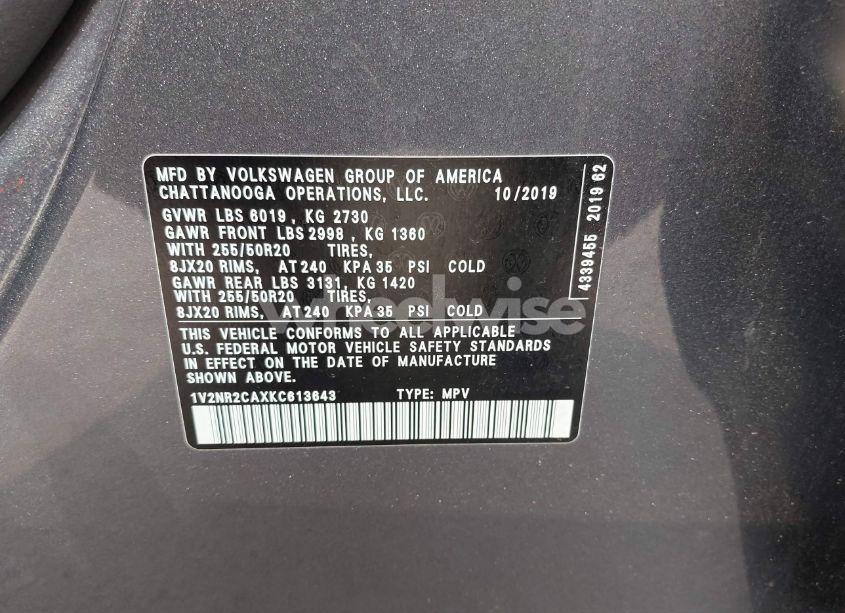 MFD BY VOLKSWAGEN GROUP OF AMERICA
CHATTANOOGA OPERATIONS, LLC. 10/2019
GVWR LBS 6019 , KG 2730
GAWR FRONT LBS 2998 , KG 1360
WITH 255/50R20 TIRES,
8JX20 RIMS, AT 240 KPA 35 PSI COLD
GAWR REAR LBS 3131, KG 1420
WITH 255/50R20 TIRES,
8JX20 RIMS, AT 240 KPA 35 PSI COLD
THIS VEHICLE CONFORMS TO ALL APPLICABLE
U.S. FEDERAL MOTOR VEHICLE SAFETY STANDARDS
IN EFFECT ON THE DATE OF MANUFACTURE
SHOWN ABOVE.
1V2NR2CAXKC613643 TYPE: MPV
4339455 2019 62
wheelwise